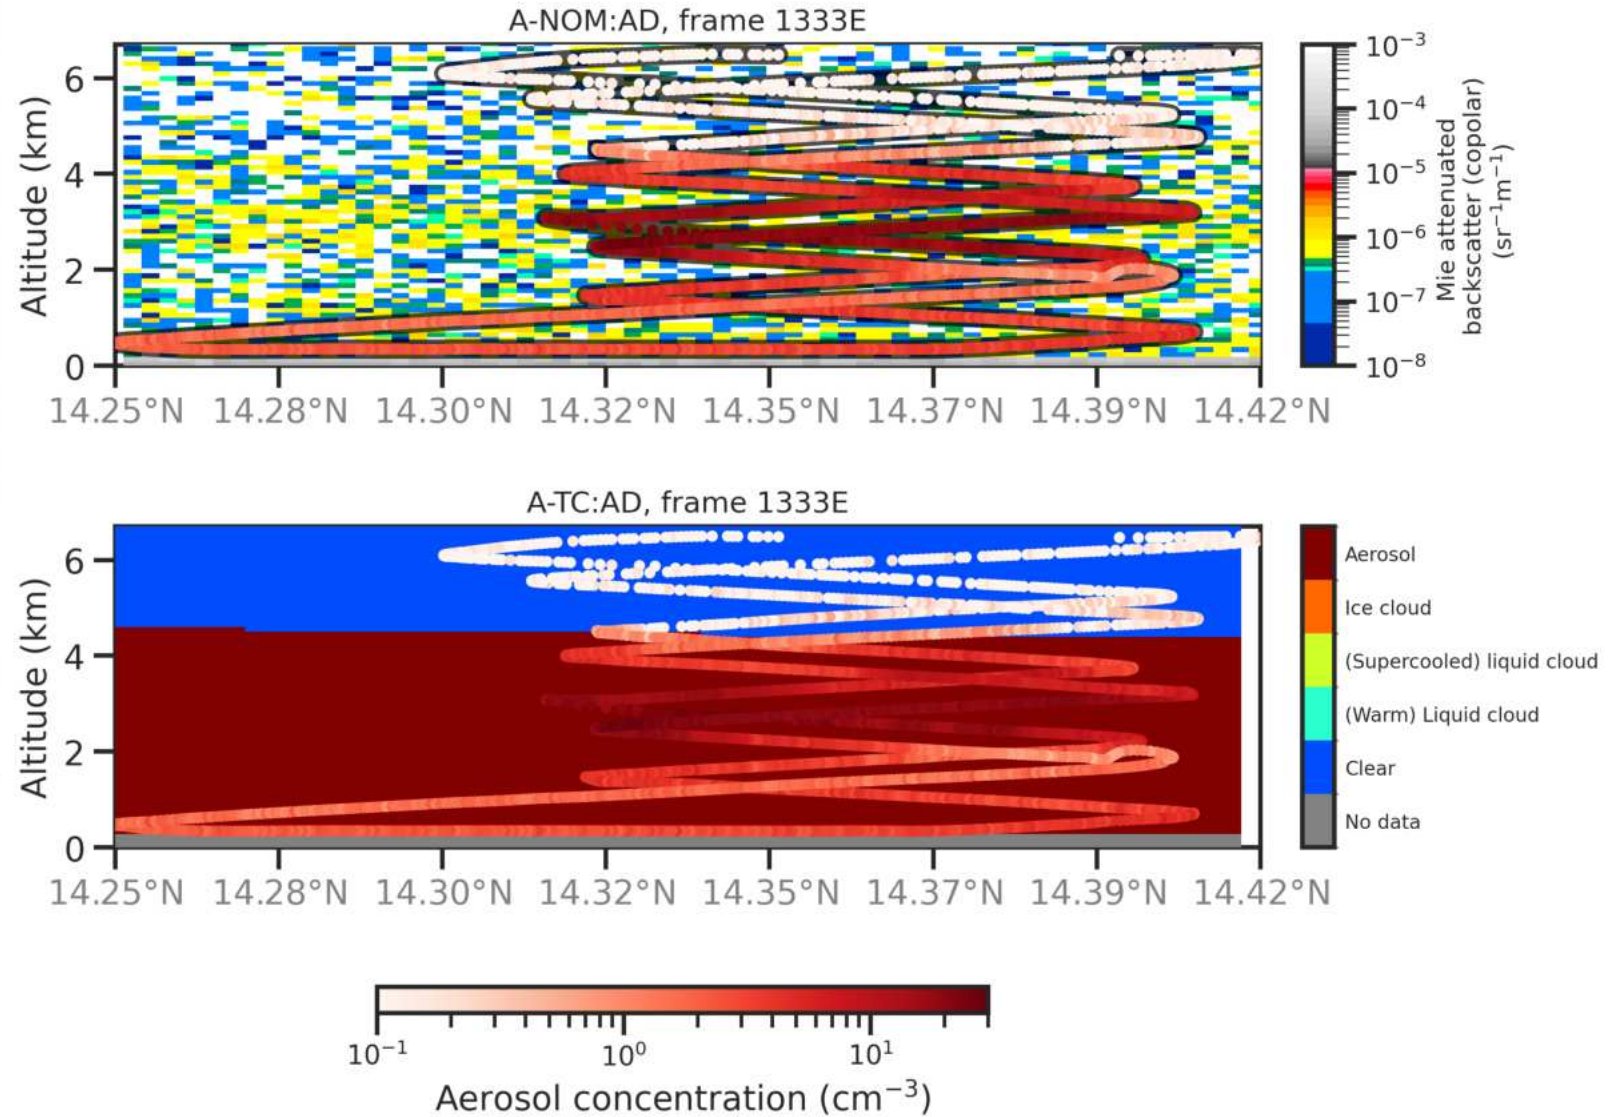 A-NOM:AD, frame 1333E
Altitude (km)
6
4
2
0
14.25°N 14.28°N 14.30°N 14.32°N 14.35°N 14.37°N 14.39°N 14.42°N
10⁻³
10⁻⁴
10⁻⁵
10⁻⁶
10⁻⁷
10⁻⁸
Mie attenuated
backscatter (copolar)
(sr⁻¹m⁻¹)
A-TC:AD, frame 1333E
Altitude (km)
6
4
2
0
14.25°N 14.28°N 14.30°N 14.32°N 14.35°N 14.37°N 14.39°N 14.42°N
Aerosol
Ice cloud
(Supercooled) liquid cloud
(Warm) Liquid cloud
Clear
No data
10⁻¹ 10⁰ 10¹
Aerosol concentration (cm⁻³)